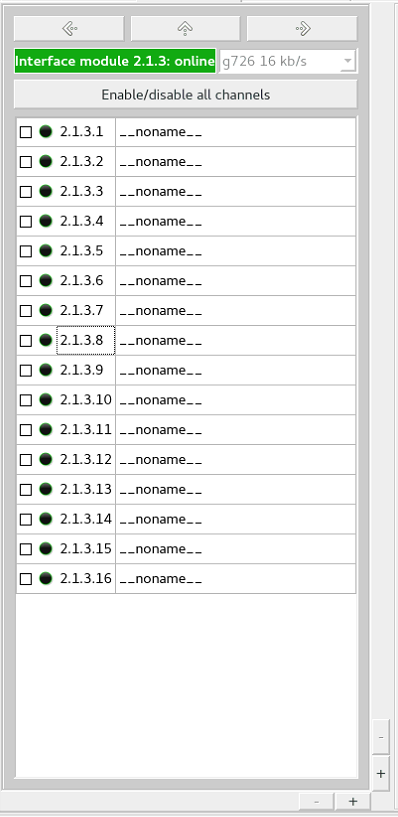 Interface module 2.1.3: online g726 16 kb/s
Enable/disable all channels
2.1.3.1 __noname__
2.1.3.2 __noname__
2.1.3.3 __noname__
2.1.3.4 __noname__
2.1.3.5 __noname__
2.1.3.6 __noname__
2.1.3.7 __noname__
2.1.3.8 __noname__
2.1.3.9 __noname__
2.1.3.10 __noname__
2.1.3.11 __noname__
2.1.3.12 __noname__
2.1.3.13 __noname__
2.1.3.14 __noname__
2.1.3.15 __noname__
2.1.3.16 __noname__
-
+
- +